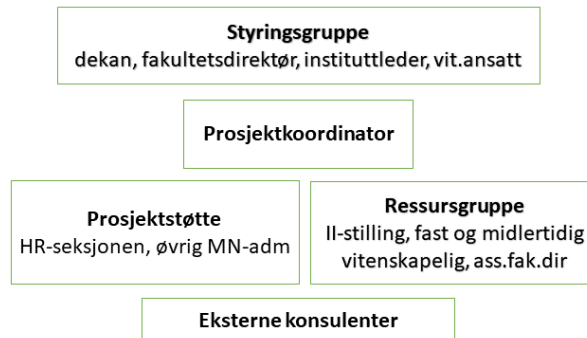 Styringsgruppe
dekan, fakultetsdirektør, instituttleder, vit.ansatt
Prosjektkoordinator
Prosjektstøtte
HR-seksjonen, øvrig MN-adm
Ressursgruppe
II-stilling, fast og midlertidig
vitenskapelig, ass.fak.dir
Eksterne konsulenter